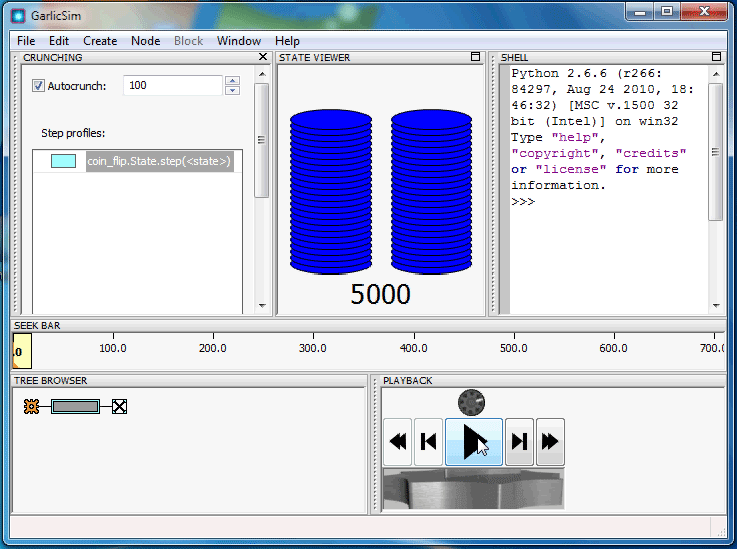 GarlicSim
File Edit Create Node Block Window Help
CRUNCHING
Autocrunch: 100
Step profiles:
coin_flip.State.step(<state>)
STATE VIEWER
5000
SHELL
Python 2.6.6 (r266:
84297, Aug 24 2010, 18:
46:32) [MSC v.1500 32
bit (Intel)] on win32
Type "help",
"copyright", "credits"
or "license" for more
information.
>>>
SEEK BAR
.0 100.0 200.0 300.0 400.0 500.0 600.0 700.
TREE BROWSER
PLAYBACK